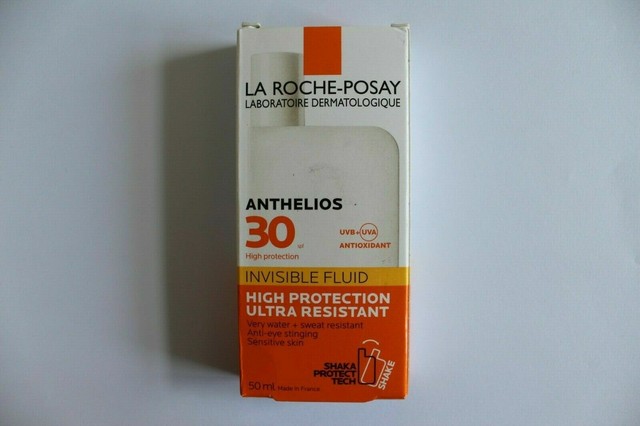 LA ROCHE-POSAY
LABORATOIRE DERMATOLOGIQUE
ANTHELIOS
30
High protection
UVB+UVA
ANTIOXIDANT
INVISIBLE FLUID
HIGH PROTECTION
ULTRA RESISTANT
Very water + sweat resistant
Anti-eye stinging
Sensitive skin
SHAKA
PROTECT
TECH
SHAKE
50 ml Made in France